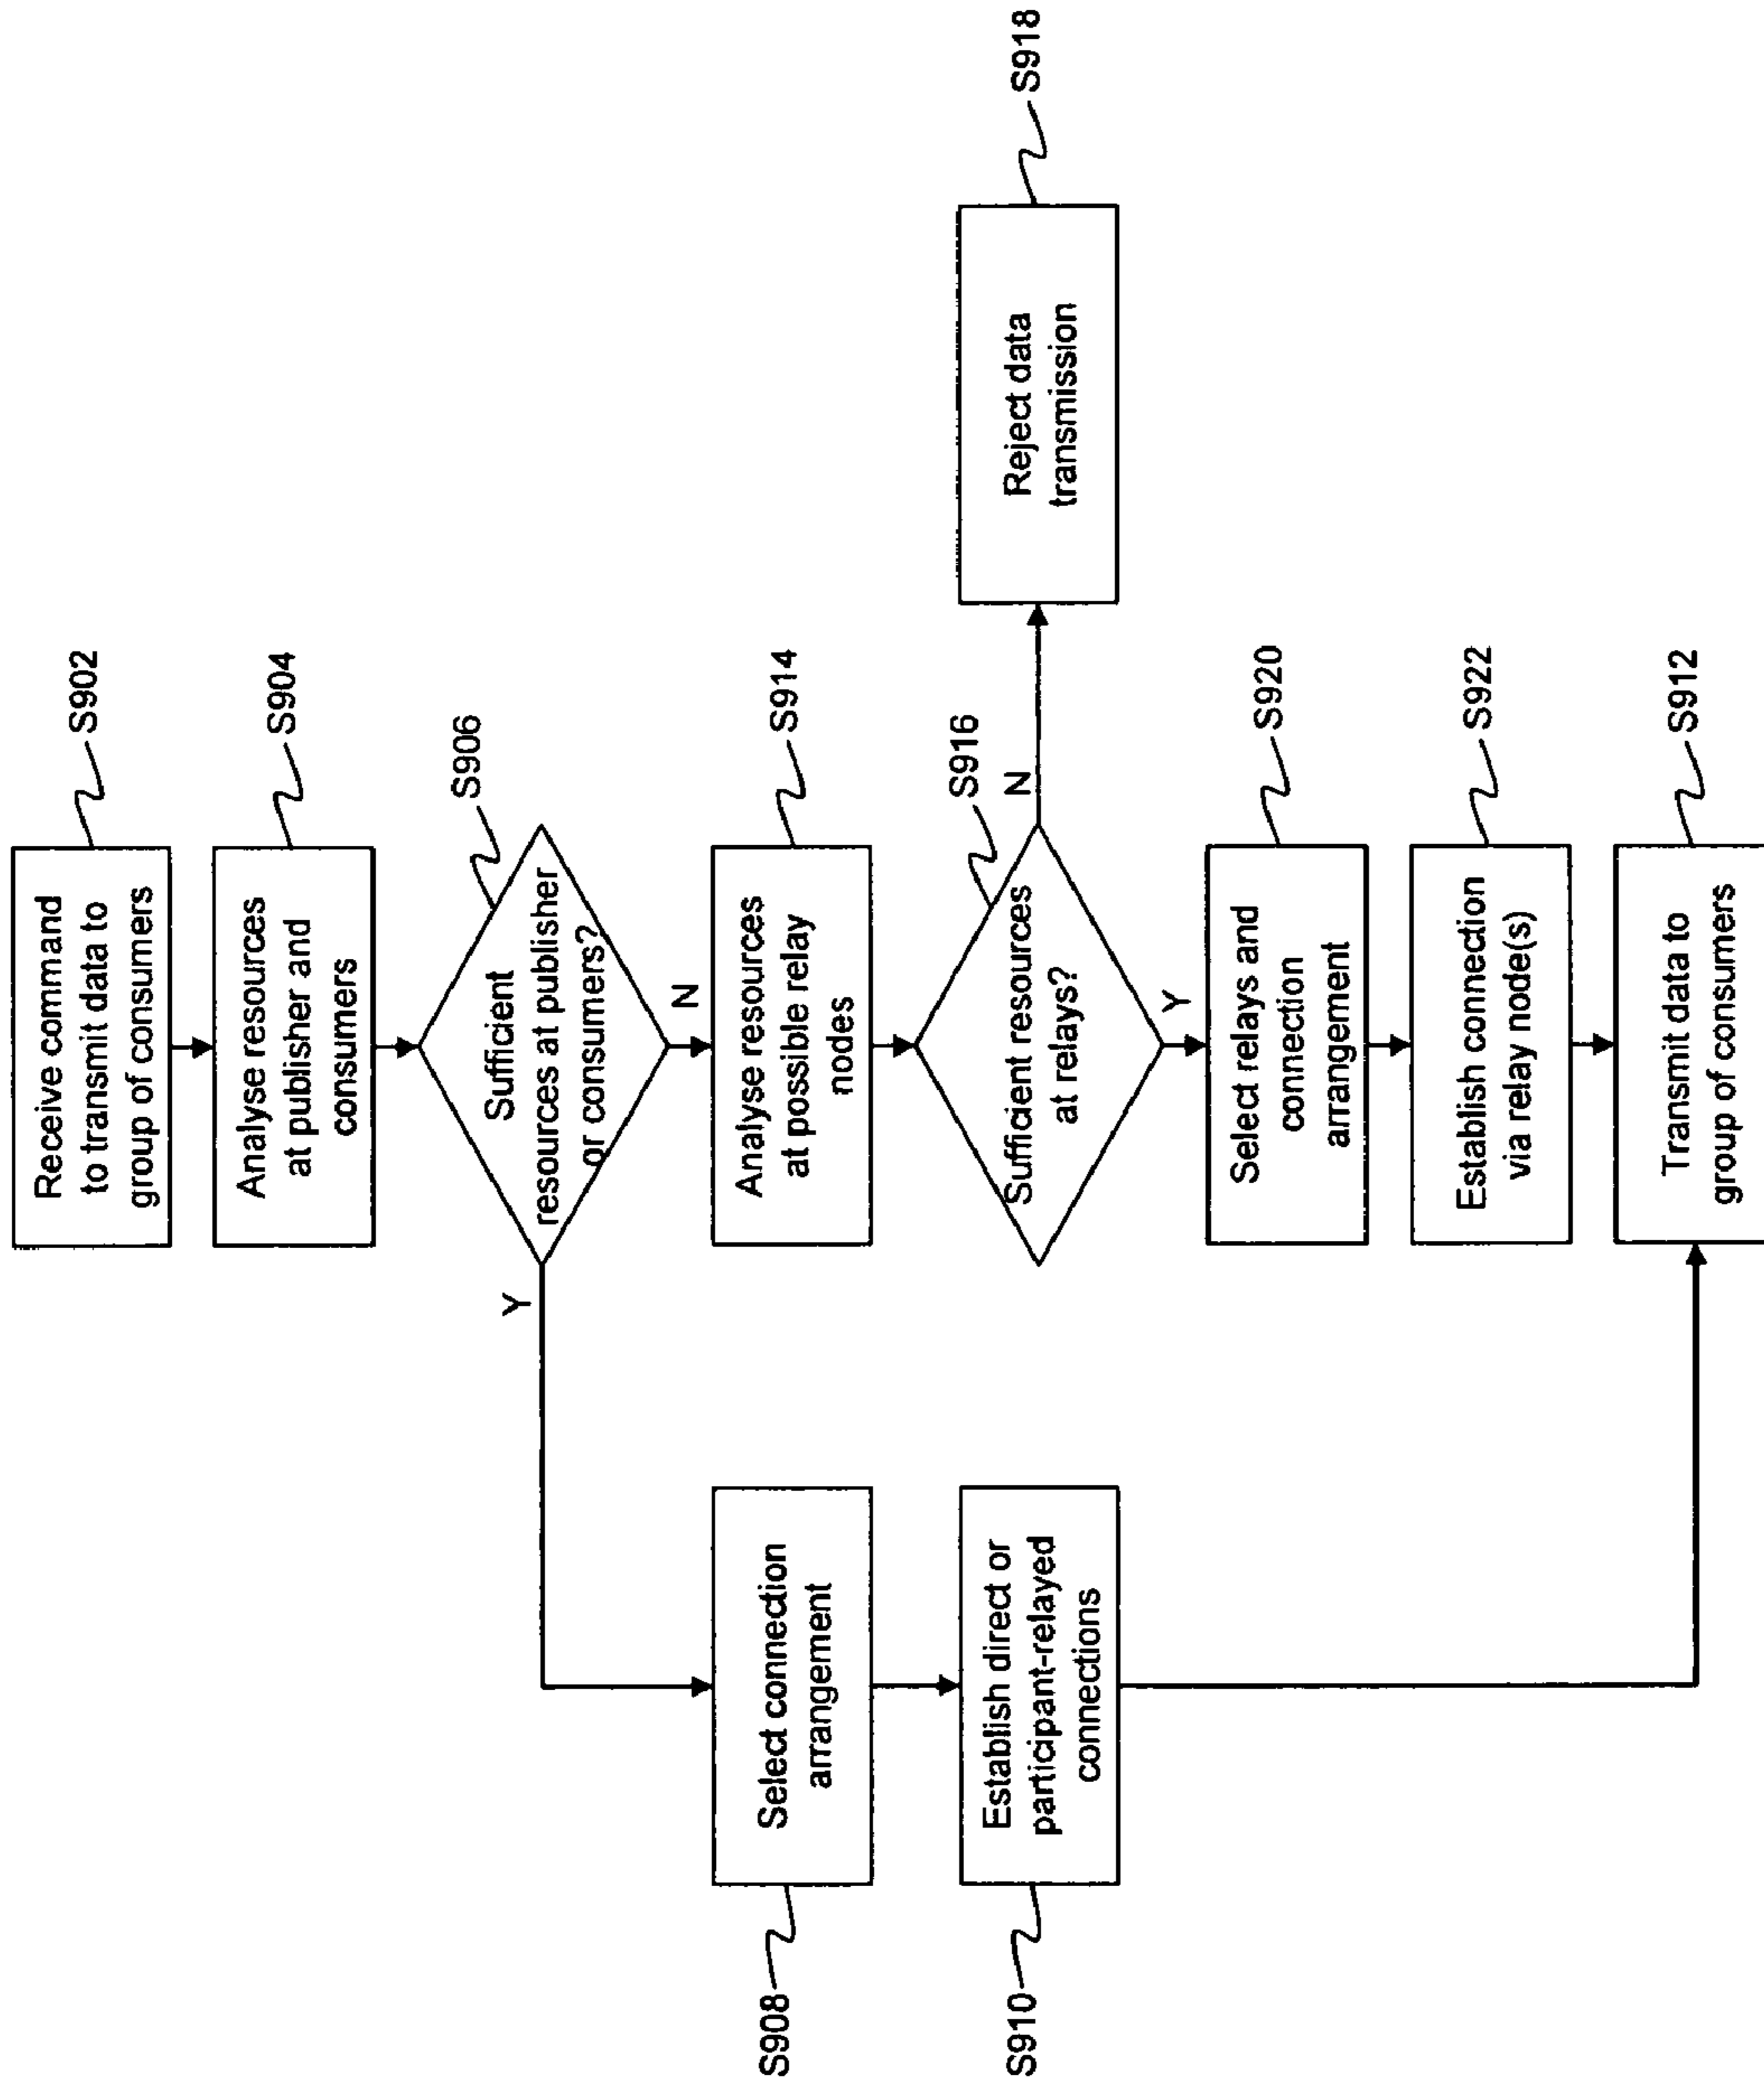 Receive command
to transmit data to
group of consumers
S902
Analyse resources
at publisher and
consumers
S904
Sufficient
resources at publisher
or consumers?
S906
Y
N
Select connection
arrangement
S908
Establish direct or
participant-relayed
connections
S910
Analyse resources
at possible relay
nodes
S914
Sufficient resources
at relays?
S916
N
Y
Reject data
transmission
S918
Select relays and
connection
arrangement
S920
Establish connection
via relay node(s)
S922
Transmit data to
group of consumers
S912